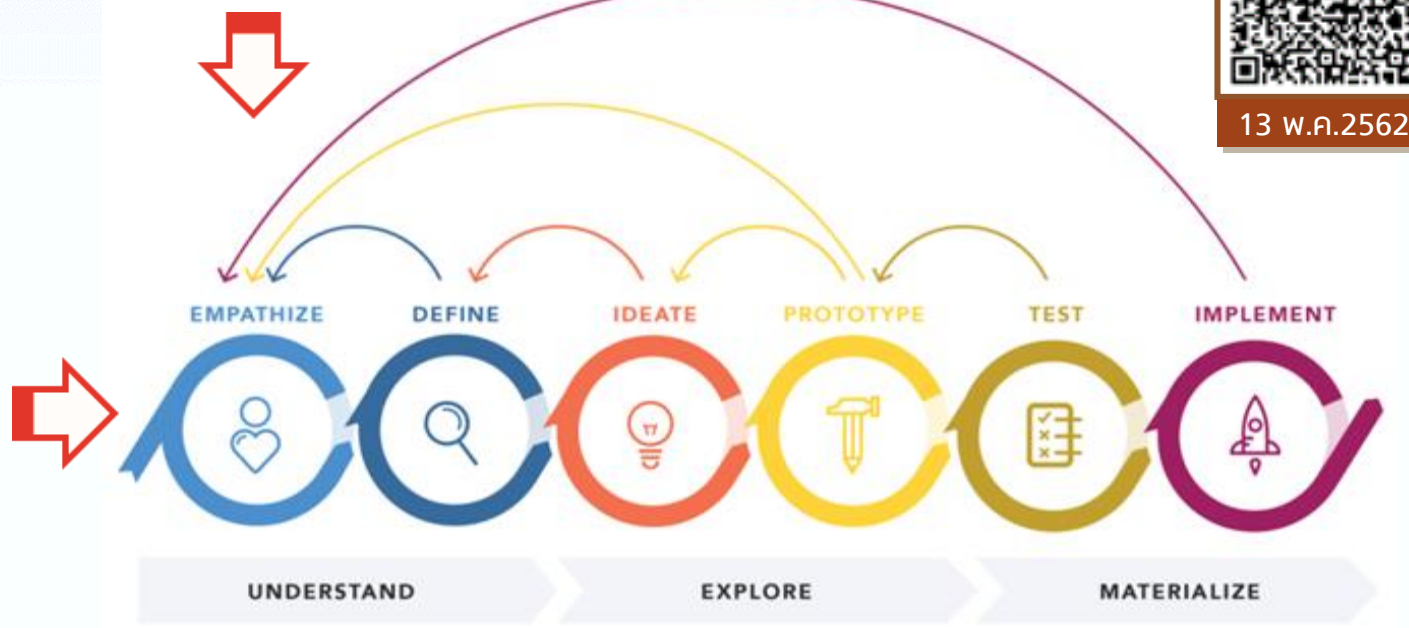 13 พ.ค.2562
EMPATHIZE
DEFINE
IDEATE
PROTOTYPE
TEST
IMPLEMENT
UNDERSTAND
EXPLORE
MATERIALIZE